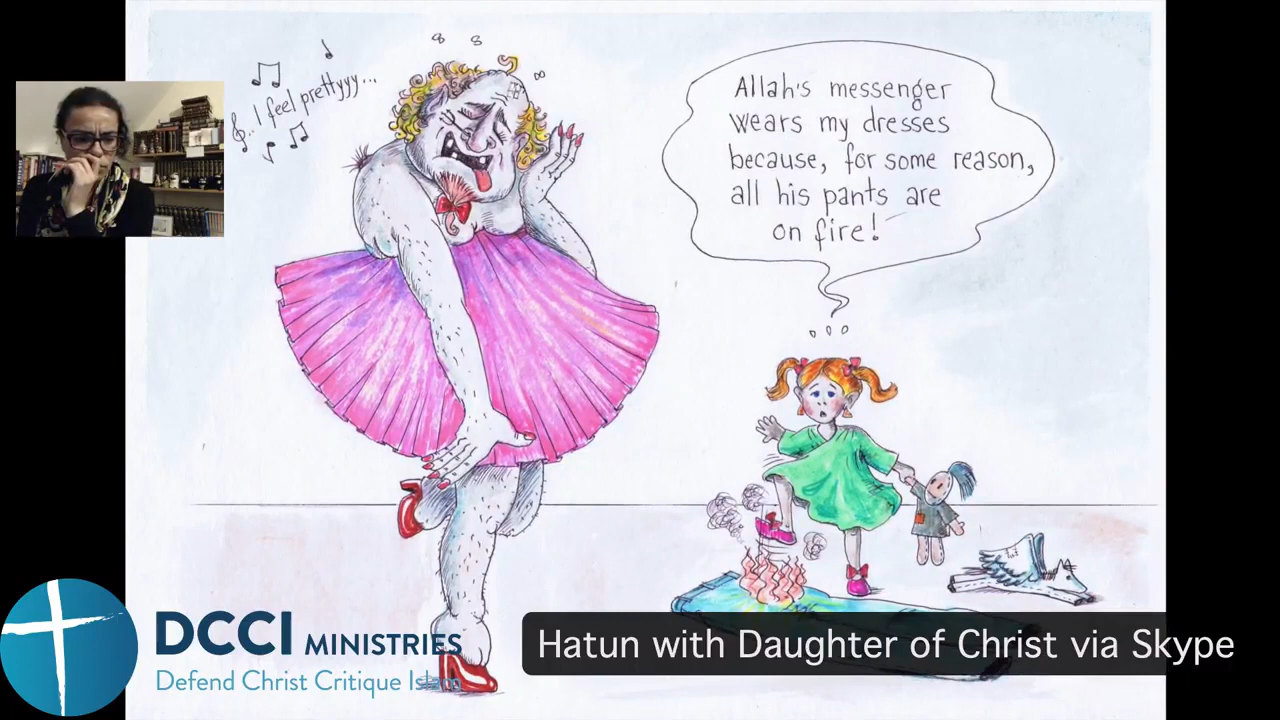 ..I feel prettyyy...
Allah's messenger
wears my dresses
because, for some reason,
all his pants are
on fire!
DCCI MINISTRIES
Defend Christ Critique Islam
Hatun with Daughter of Christ via Skype